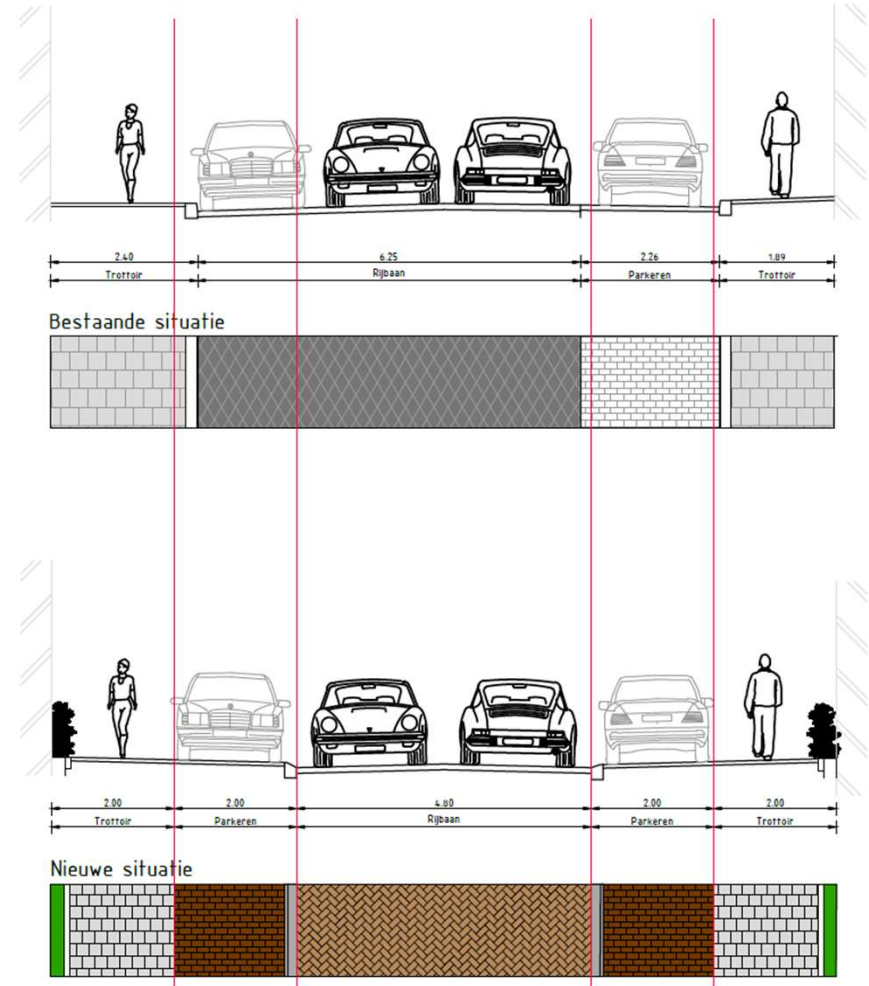 2.40 6.25 2.26 1.89
Trottoir Rijbaan Parkeren Trottoir
Bestaande situatie
2.00 2.00 4.80 2.00 2.00
Trottoir Parkeren Rijbaan Parkeren Trottoir
Nieuwe situatie